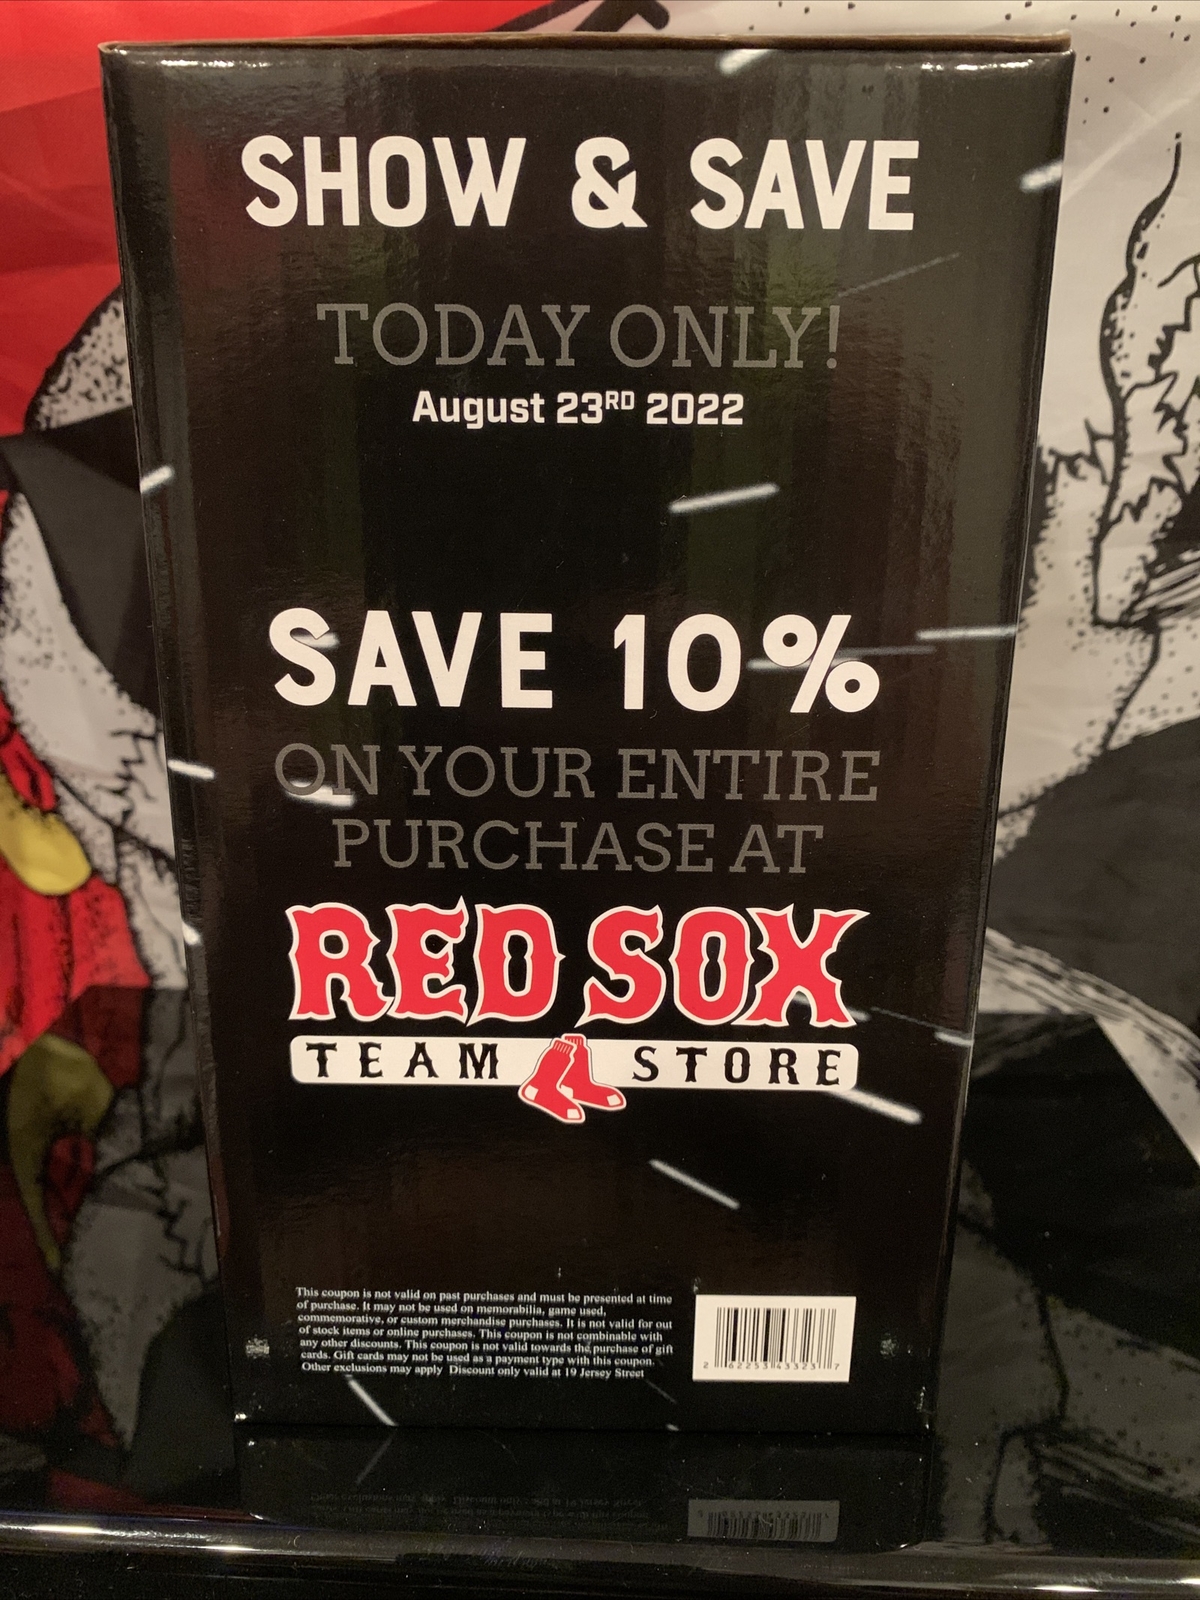 SHOW & SAVE
TODAY ONLY!
August 23RD 2022
SAVE 10%
ON YOUR ENTIRE
PURCHASE AT
RED SOX
TEAM STORE
This coupon is not valid on past purchases and must be presented at time
of purchase. It may not be used on memorabilia, game used,
commemorative, or custom merchandise purchases. It is not valid for out
of stock items or online purchases. This coupon is not combinable with
any other discounts. This coupon is not valid towards the purchase of gift
cards. Gift cards may not be used as a payment type with this coupon.
Other exclusions may apply Discount only valid at 19 Jersey Street
2 62253 43323 7